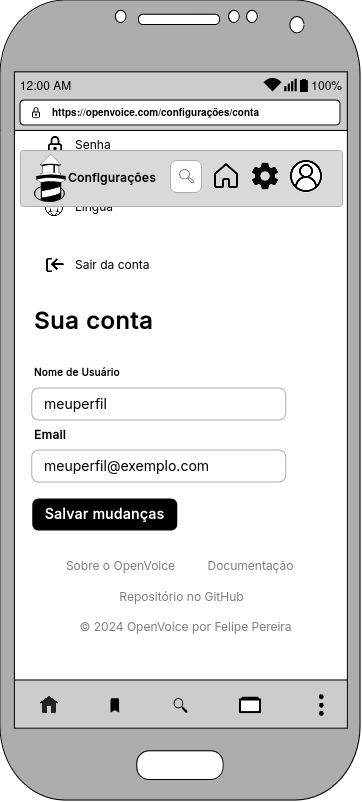 12:00 AM 100%
https://openvoice.com/configurações/conta
Senha
Configurações
Língua
Sair da conta
Sua conta
Nome de Usuário
meuperfil
Email
meuperfil@exemplo.com
Salvar mudanças
Sobre o OpenVoice Documentação
Repositório no GitHub
© 2024 OpenVoice por Felipe Pereira